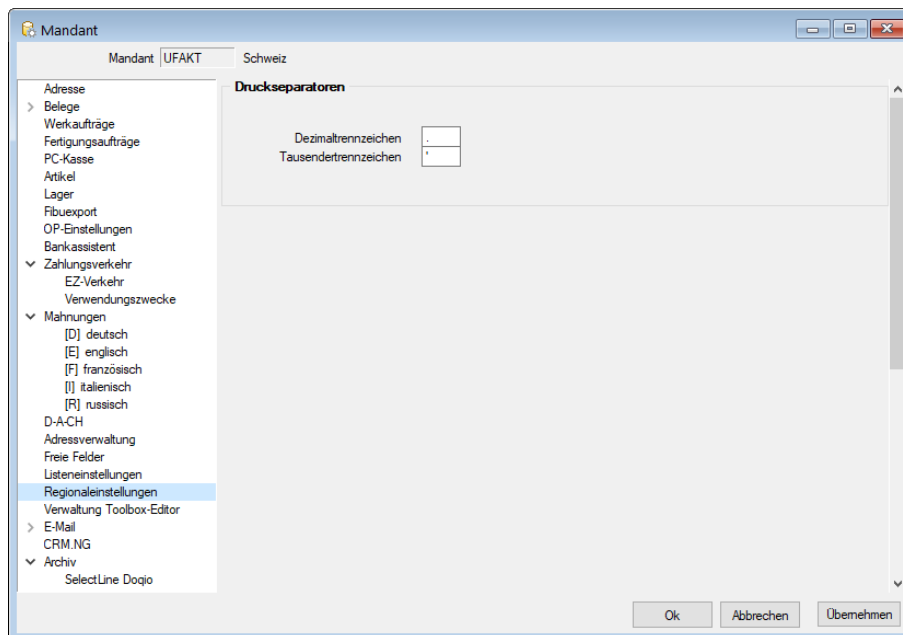 Mandant
Mandant UFAKT Schweiz
Adresse
Belege
Werkaufträge
Fertigungsaufträge
PC-Kasse
Artikel
Lager
Fibuexport
OP-Einstellungen
Bankassistent
Zahlungsverkehr
EZ-Verkehr
Verwendungszwecke
Mahnungen
[D] deutsch
[E] englisch
[F] französisch
[I] italienisch
[R] russisch
D-A-CH
Adressverwaltung
Freie Felder
Listeneinstellungen
Regionaleinstellungen
Verwaltung Toolbox-Editor
E-Mail
CRM.NG
Archiv
SelectLine Doqio
Druckseparatoren
Dezimaltrennzeichen .
Tausendertrennzeichen '
Ok Abbrechen Übernehmen